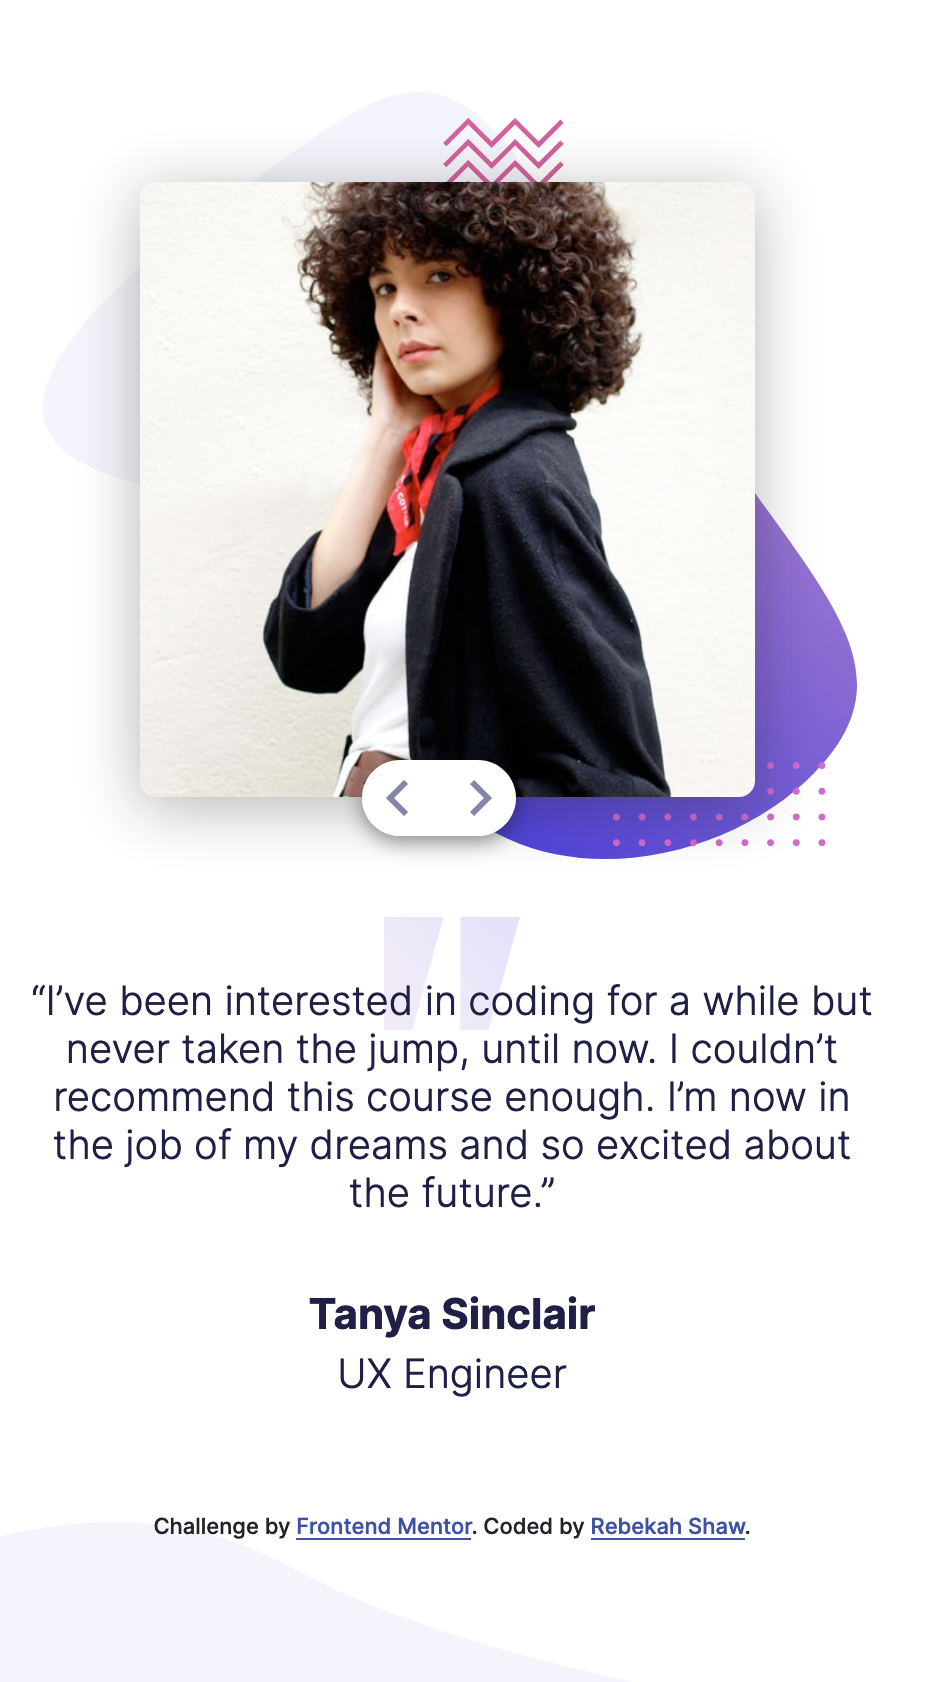 “I’ve been interested in coding for a while but
never taken the jump, until now. I couldn’t
recommend this course enough. I’m now in
the job of my dreams and so excited about
the future.”
Tanya Sinclair
UX Engineer
Challenge by Frontend Mentor. Coded by Rebekah Shaw.